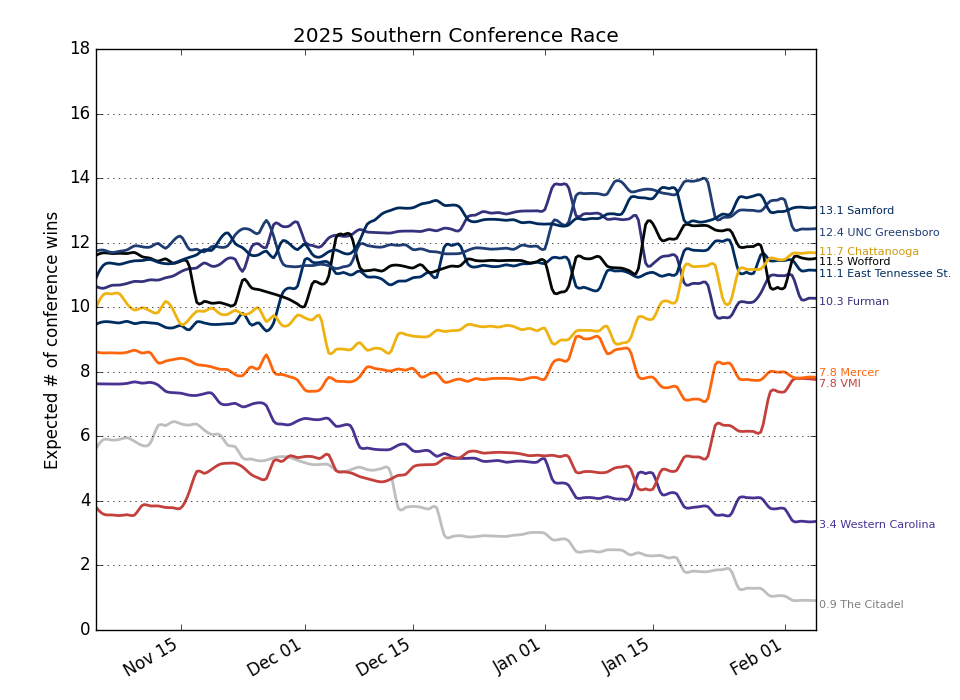 2025 Southern Conference Race
Expected # of conference wins
18
16
14
12
10
8
6
4
2
0
13.1 Samford
12.4 UNC Greensboro
11.7 Chattanooga
11.5 Wofford
11.1 East Tennessee St.
10.3 Furman
7.8 Mercer
7.8 VMI
3.4 Western Carolina
0.9 The Citadel
Nov 15
Dec 01
Dec 15
Jan 01
Jan 15
Feb 01